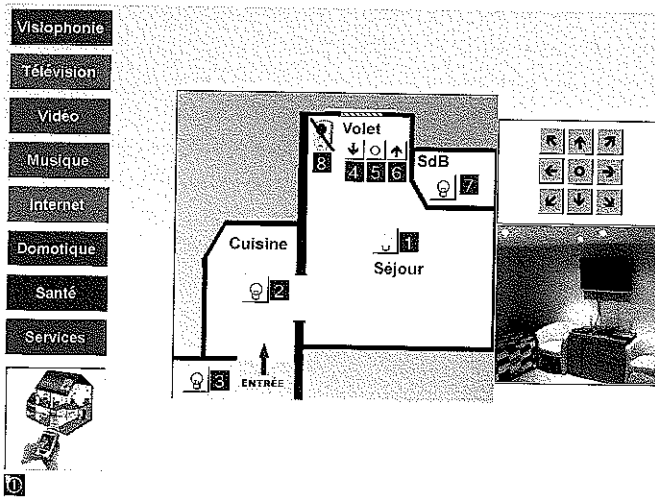 Visiophonie
Télévision
Vidéo
Musique
Internet
Domotique
Santé
Services
Volet
8
4
5
6
SdB
7
Cuisine
1
Séjour
2
3
ENTRÉE